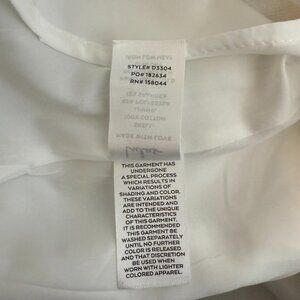 STYLE# D3304
PO# 182634
RN# 158044
THIS GARMENT HAS
UNDERGONE
A SPECIAL PROCESS
WHICH RESULTS IN
VARIATIONS OF
SHADING AND COLOR.
THESE VARIATIONS
ARE INTENDED AND
ADD TO THE UNIQUE
CHARACTERISTICS
OF THIS GARMENT.
IT IS RECOMMENDED
THIS GARMENT BE
WASHED SEPARATELY
UNTIL NO FURTHER
COLOR IS RELEASED
AND THAT DISCRETION
BE USED WHEN
WORN WITH LIGHTER
COLORED APPAREL.